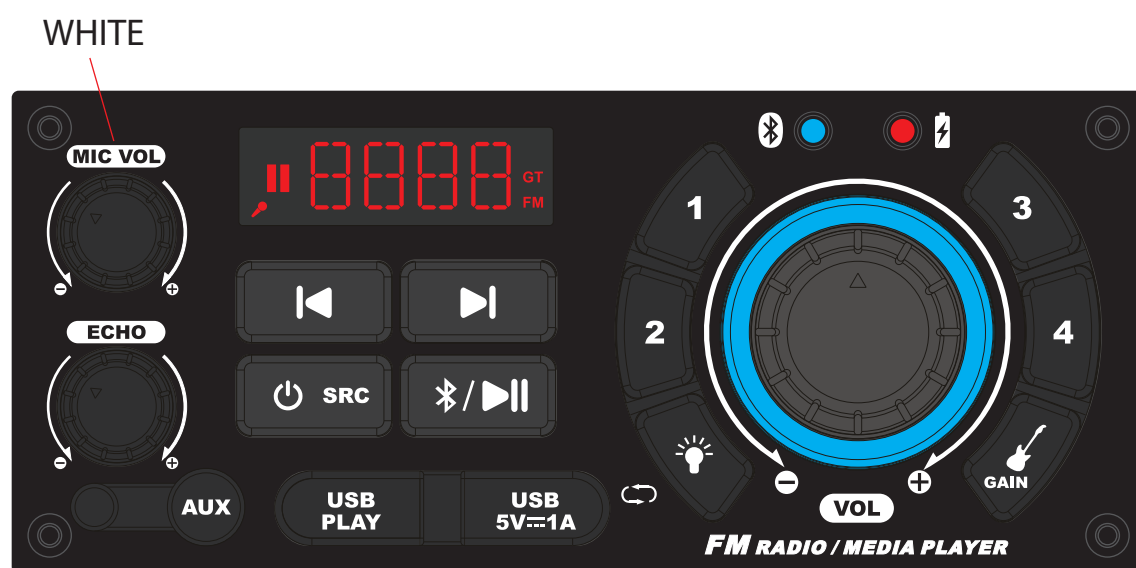 WHITE
MIC VOL
8888
GT
FM
1
3
ECHO
2
4
SRC
/
AUX
USB
PLAY
USB
5V⎓1A
GAIN
VOL
FM RADIO / MEDIA PLAYER